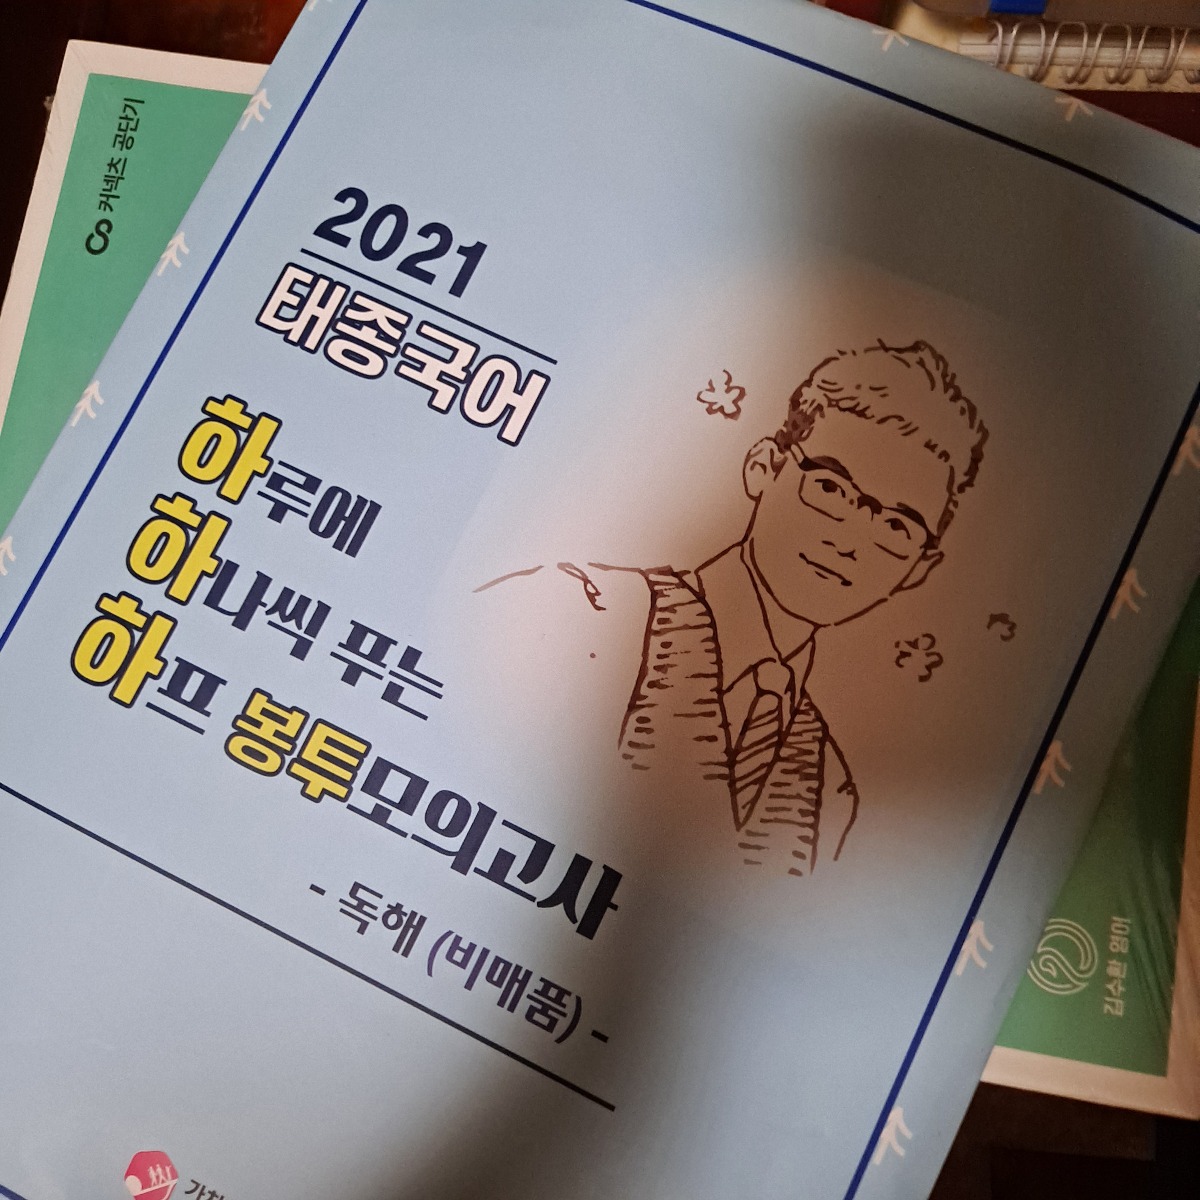 커넥츠 공단기
2021
태종국어
하루에
하나씩 푸는
하프 봉투모의고사
- 독해 (비매품) -
김수환 영어